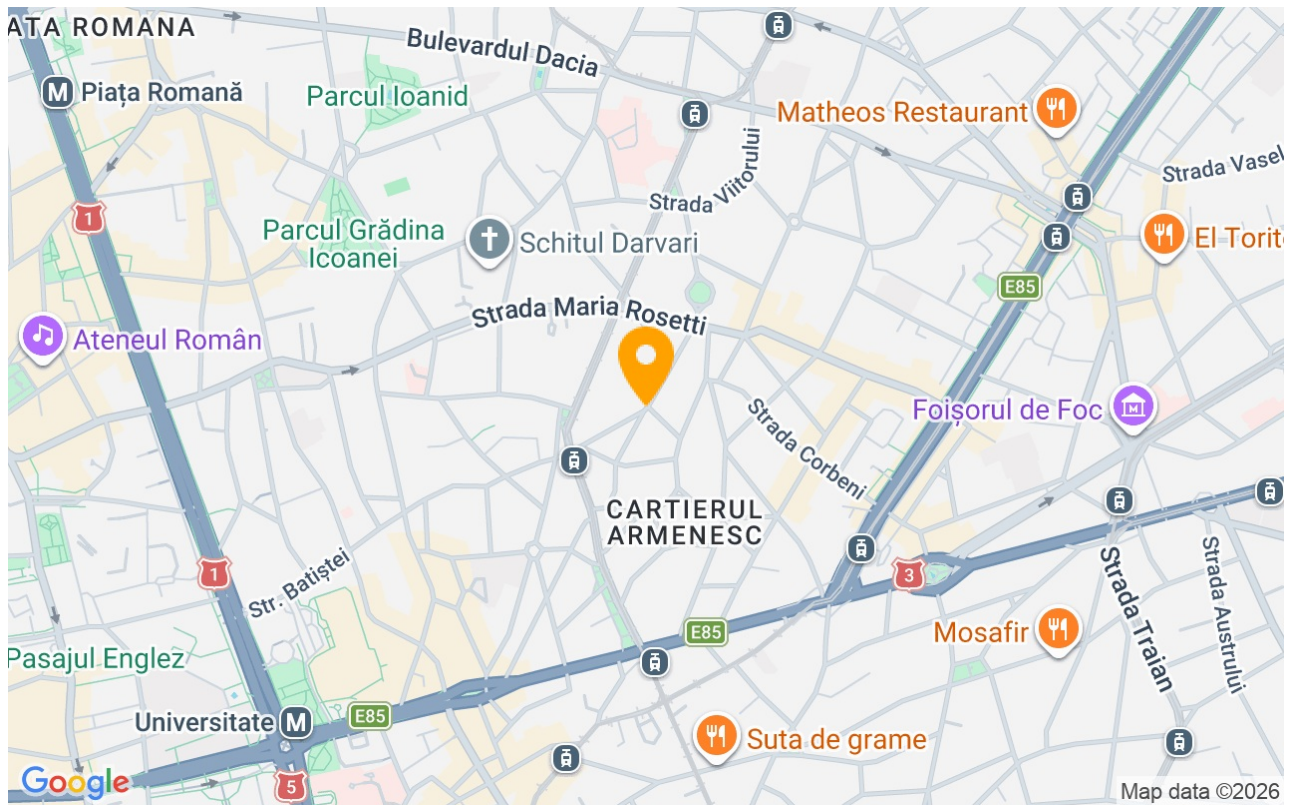 ATA ROMANA
Bulevardul Dacia
M Piața Romană
Parcul Ioanid
Matheos Restaurant
Strada Viitorului
Strada Vasel
1
Parcul Grădina
Icoanei
Schitul Darvari
El Torit
E85
Strada Maria Rosetti
Ateneul Român
Foișorul de Foc
Strada Corbeni
CARTIERUL
ARMENESC
1
Str. Batiștei
3
Strada Traian
Strada Austrului
E85
Mosafir
Pasajul Englez
Universitate M
E85
Suta de grame
5
Google
Map data ©2026